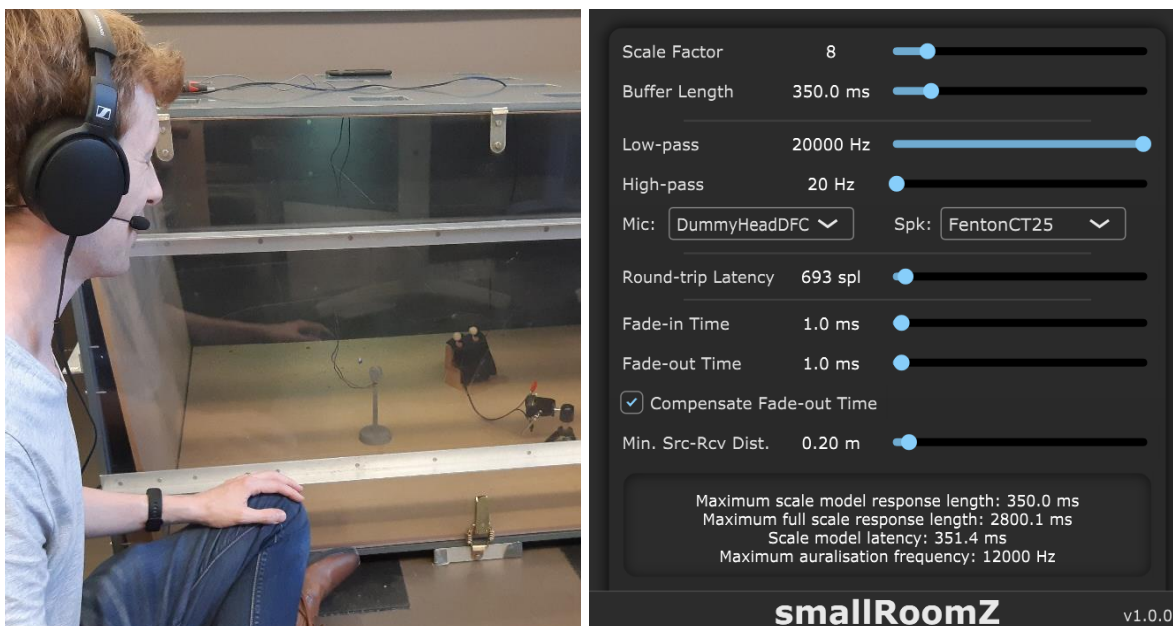 Scale Factor 8
Buffer Length 350.0 ms
Low-pass 20000 Hz
High-pass 20 Hz
Mic: DummyHeadDFC Spk: FentonCT25
Round-trip Latency 693 spl
Fade-in Time 1.0 ms
Fade-out Time 1.0 ms
Compensate Fade-out Time
Min. Src-Rcv Dist. 0.20 m
Maximum scale model response length: 350.0 ms
Maximum full scale response length: 2800.1 ms
Scale model latency: 351.4 ms
Maximum auralisation frequency: 12000 Hz
smallRoomZ v1.0.0